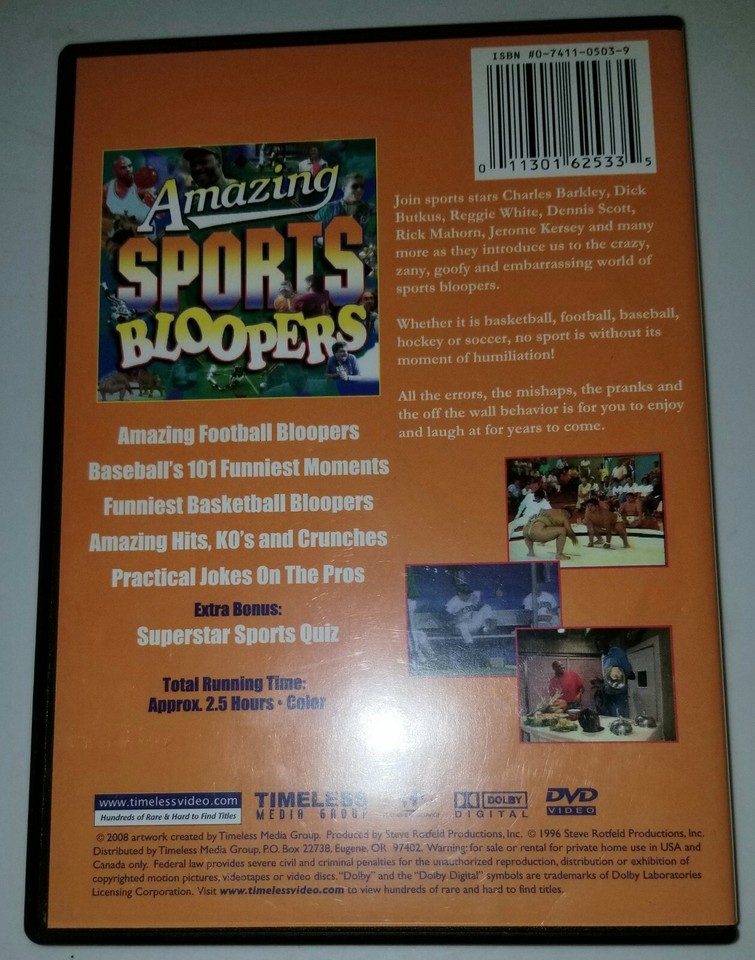 ISBN #0-7411-0503-9
0 11301 62533 5
Amazing
SPORTS
BLOOPERS
Join sports stars Charles Barkley, Dick
Butkus, Reggie White, Dennis Scott,
Rick Mahorn, Jerome Kersey and many
more as they introduce us to the crazy,
zany, goofy and embarrassing world of
sports bloopers.
Whether it is basketball, football, baseball,
hockey or soccer, no sport is without its
moment of humiliation!
All the errors, the mishaps, the pranks and
the off the wall behavior is for you to enjoy
and laugh at for years to come.
Amazing Football Bloopers
Baseball's 101 Funniest Moments
Funniest Basketball Bloopers
Amazing Hits, KO's and Crunches
Practical Jokes On The Pros
Extra Bonus:
Superstar Sports Quiz
Total Running Time:
Approx. 2.5 Hours • Color
www.timelessvideo.com
Hundreds of Rare & Hard to Find Titles
TIMELESS
MEDIA GROUP
DOLBY
DIGITAL
DVD
VIDEO
© 2008 artwork created by Timeless Media Group. Produced by Steve Rotfeld Productions, Inc. © 1996 Steve Rotfeld Productions, Inc.
Distributed by Timeless Media Group, P.O. Box 22738, Eugene, OR 97402. Warning: for sale or rental for private home use in USA and
Canada only. Federal law provides severe civil and criminal penalties for the unauthorized reproduction, distribution or exhibition of
copyrighted motion pictures, videotapes or video discs. "Dolby" and the "Dolby Digital" symbols are trademarks of Dolby Laboratories
Licensing Corporation. Visit www.timelessvideo.com to view hundreds of rare and hard to find titles.